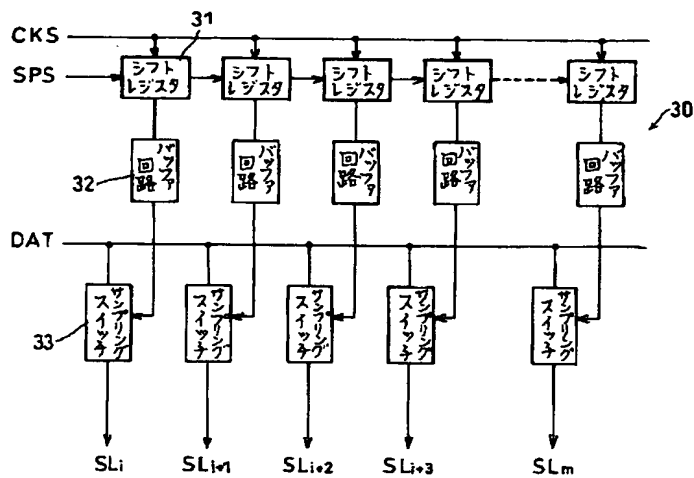 31
CKS
SPS
シフト
レジスタ
シフト
レジスタ
シフト
レジスタ
シフト
レジスタ
シフト
レジスタ
30
バッファ
回路
バッファ
回路
バッファ
回路
バッファ
回路
バッファ
回路
32
DAT
サンプリング
スイッチ
サンプリング
スイッチ
サンプリング
スイッチ
サンプリング
スイッチ
サンプリング
スイッチ
33
SLi
SLi+1
SLi+2
SLi+3
SLm